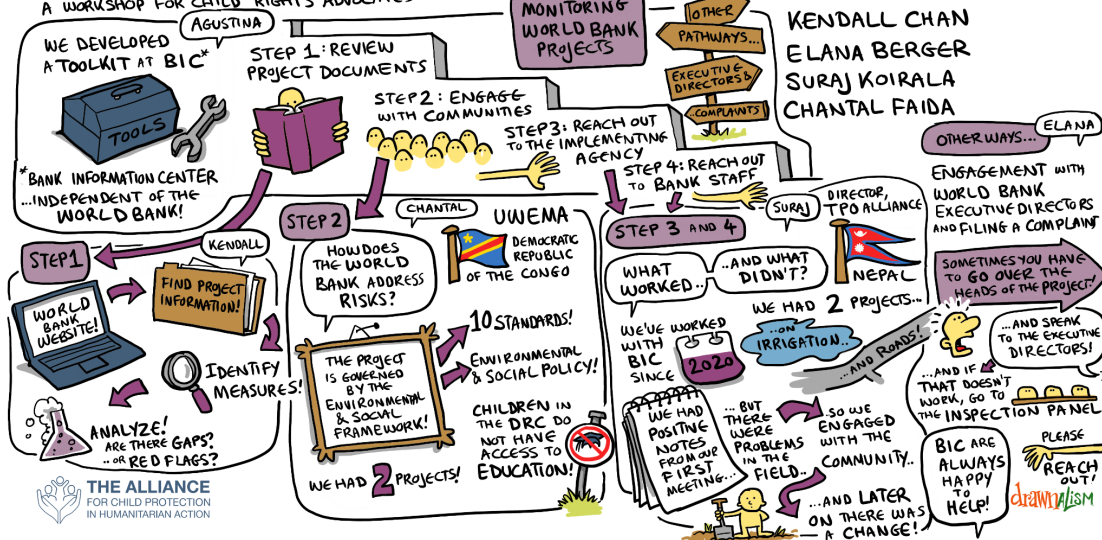 A WORKSHOP FOR CHILD RIGHTS ADVOCATES
MONITORING
WORLD BANK
PROJECTS
OTHER
PATHWAYS...
EXECUTIVE
DIRECTORS &
..COMPLAINTS
KENDALL CHAN
ELANA BERGER
SURAJ KOIRALA
CHANTAL FAIDA
AGUSTINA
WE DEVELOPED
A TOOLKIT AT BIC*
TOOLS
*BANK INFORMATION CENTER
...INDEPENDENT OF THE
WORLD BANK!
STEP 1: REVIEW
PROJECT DOCUMENTS
STEP 2: ENGAGE
WITH COMMUNITIES
STEP 3: REACH OUT
TO THE IMPLEMENTING
AGENCY
STEP 4: REACH OUT
TO BANK STAFF
STEP 1
KENDALL
WORLD
BANK
WEBSITE!
FIND PROJECT
INFORMATION!
IDENTIFY
MEASURES!
ANALYZE!
ARE THERE GAPS?
..OR RED FLAGS?
STEP 2
CHANTAL
UWEMA
DEMOCRATIC
REPUBLIC
OF THE CONGO
HOW DOES
THE WORLD
BANK ADDRESS
RISKS?
THE PROJECT
IS GOVERNED
BY THE
ENVIRONMENTAL
& SOCIAL
FRAMEWORK!
10 STANDARDS!
ENVIRONMENTAL
& SOCIAL POLICY!
CHILDREN IN
THE DRC DO
NOT HAVE
ACCESS TO
EDUCATION!
WE HAD 2 PROJECTS!
STEP 3 AND 4
SURAJ
DIRECTOR,
TPO ALLIANCE
NEPAL
WHAT
WORKED..
..AND WHAT
DIDN'T?
WE HAD 2 PROJECTS...
..ON
IRRIGATION..
...AND ROADS!
WE'VE WORKED
WITH
BIC
SINCE
2020
WE HAD
POSITIVE
NOTES
FROM OUR
FIRST
MEETING...
...BUT
THERE
WERE
PROBLEMS
IN THE
FIELD..
..SO WE
ENGAGED
WITH THE
COMMUNITY..
...AND LATER
ON THERE WAS
A CHANGE!
OTHER WAYS...
ELANA
ENGAGEMENT WITH
WORLD BANK
EXECUTIVE DIRECTORS
AND FILING A COMPLAINT
SOMETIMES YOU HAVE
TO GO OVER THE
HEADS OF THE PROJECT!
...AND SPEAK
TO THE EXECUTIVE
DIRECTORS!
...AND IF
THAT DOESN'T
WORK, GO TO
THE INSPECTION PANEL
BIC ARE
ALWAYS
HAPPY
TO
HELP!
PLEASE
REACH
OUT!
drawnalism
THE ALLIANCE
FOR CHILD PROTECTION
IN HUMANITARIAN ACTION